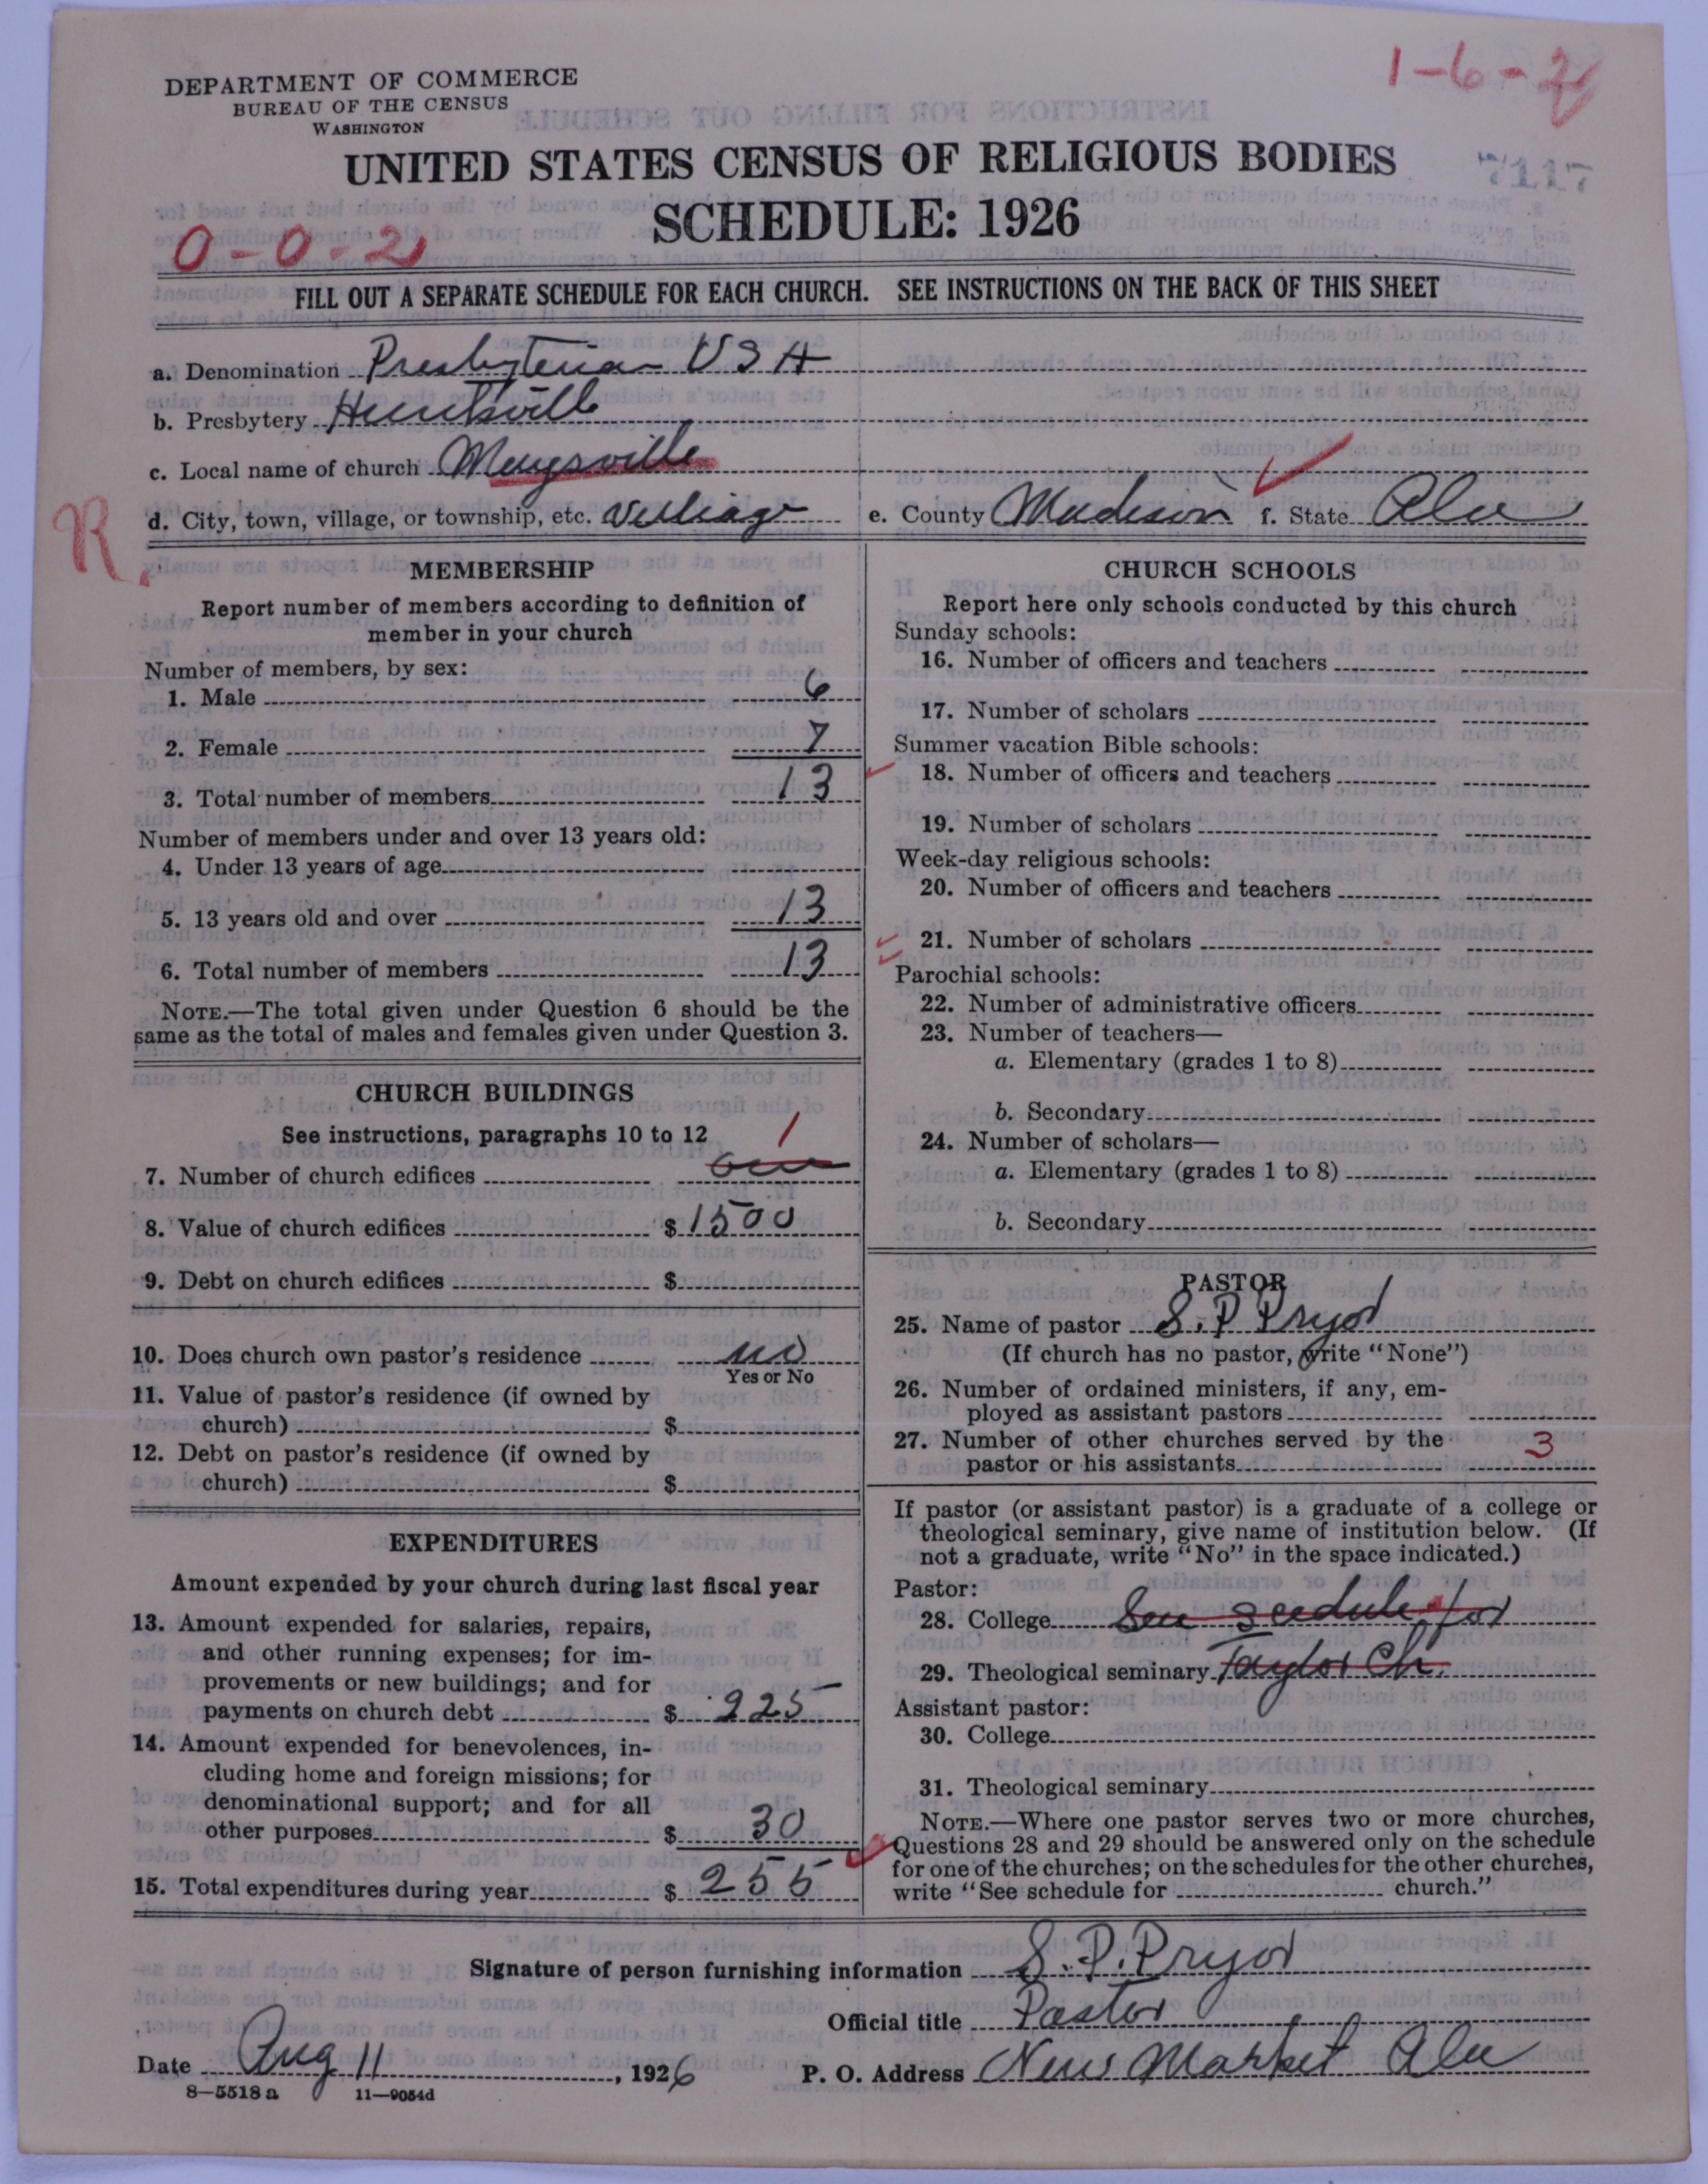 1-6-2
DEPARTMENT OF COMMERCE
BUREAU OF THE CENSUS
WASHINGTON
UNITED STATES CENSUS OF RELIGIOUS BODIES
7117
SCHEDULE: 1926
0-0-2
FILL OUT A SEPARATE SCHEDULE FOR EACH CHURCH. SEE INSTRUCTIONS ON THE BACK OF THIS SHEET
a. Denomination Presbyterian USA
b. Presbytery Huntsville
c. Local name of church Maysville
R. d. City, town, village, or township, etc. Village e. County Madison f. State Ala
MEMBERSHIP
Report number of members according to definition of
member in your church
Number of members, by sex:
1. Male 6
2. Female 7
3. Total number of members 13
Number of members under and over 13 years old:
4. Under 13 years of age
5. 13 years old and over 13
6. Total number of members 13
NOTE.—The total given under Question 6 should be the
same as the total of males and females given under Question 3.
CHURCH BUILDINGS
See instructions, paragraphs 10 to 12 1
7. Number of church edifices one
8. Value of church edifices $ 1500
9. Debt on church edifices $
10. Does church own pastor's residence no
Yes or No
11. Value of pastor's residence (if owned by
church) $
12. Debt on pastor's residence (if owned by
church) $
EXPENDITURES
Amount expended by your church during last fiscal year
13. Amount expended for salaries, repairs,
and other running expenses; for im-
provements or new buildings; and for
payments on church debt $ 225
14. Amount expended for benevolences, in-
cluding home and foreign missions; for
denominational support; and for all
other purposes $ 30
15. Total expenditures during year $ 255
CHURCH SCHOOLS
Report here only schools conducted by this church
Sunday schools:
16. Number of officers and teachers
17. Number of scholars
Summer vacation Bible schools:
18. Number of officers and teachers
19. Number of scholars
Week-day religious schools:
20. Number of officers and teachers
21. Number of scholars
Parochial schools:
22. Number of administrative officers
23. Number of teachers—
a. Elementary (grades 1 to 8)
b. Secondary
24. Number of scholars—
a. Elementary (grades 1 to 8)
b. Secondary
PASTOR
25. Name of pastor S. P. Pryor
(If church has no pastor, write "None")
26. Number of ordained ministers, if any, em-
ployed as assistant pastors
27. Number of other churches served by the
pastor or his assistants 3
If pastor (or assistant pastor) is a graduate of a college or
theological seminary, give name of institution below. (If
not a graduate, write "No" in the space indicated.)
Pastor:
28. College See scedule for
29. Theological seminary Taylor Ch.
Assistant pastor:
30. College
31. Theological seminary
NOTE.—Where one pastor serves two or more churches,
Questions 28 and 29 should be answered only on the schedule
for one of the churches; on the schedules for the other churches,
write "See schedule for church."
Signature of person furnishing information S. P. Pryor
Official title Pastor
Date Aug 11, 1926 P. O. Address New Market Ala
8—5518 a 11—9054d